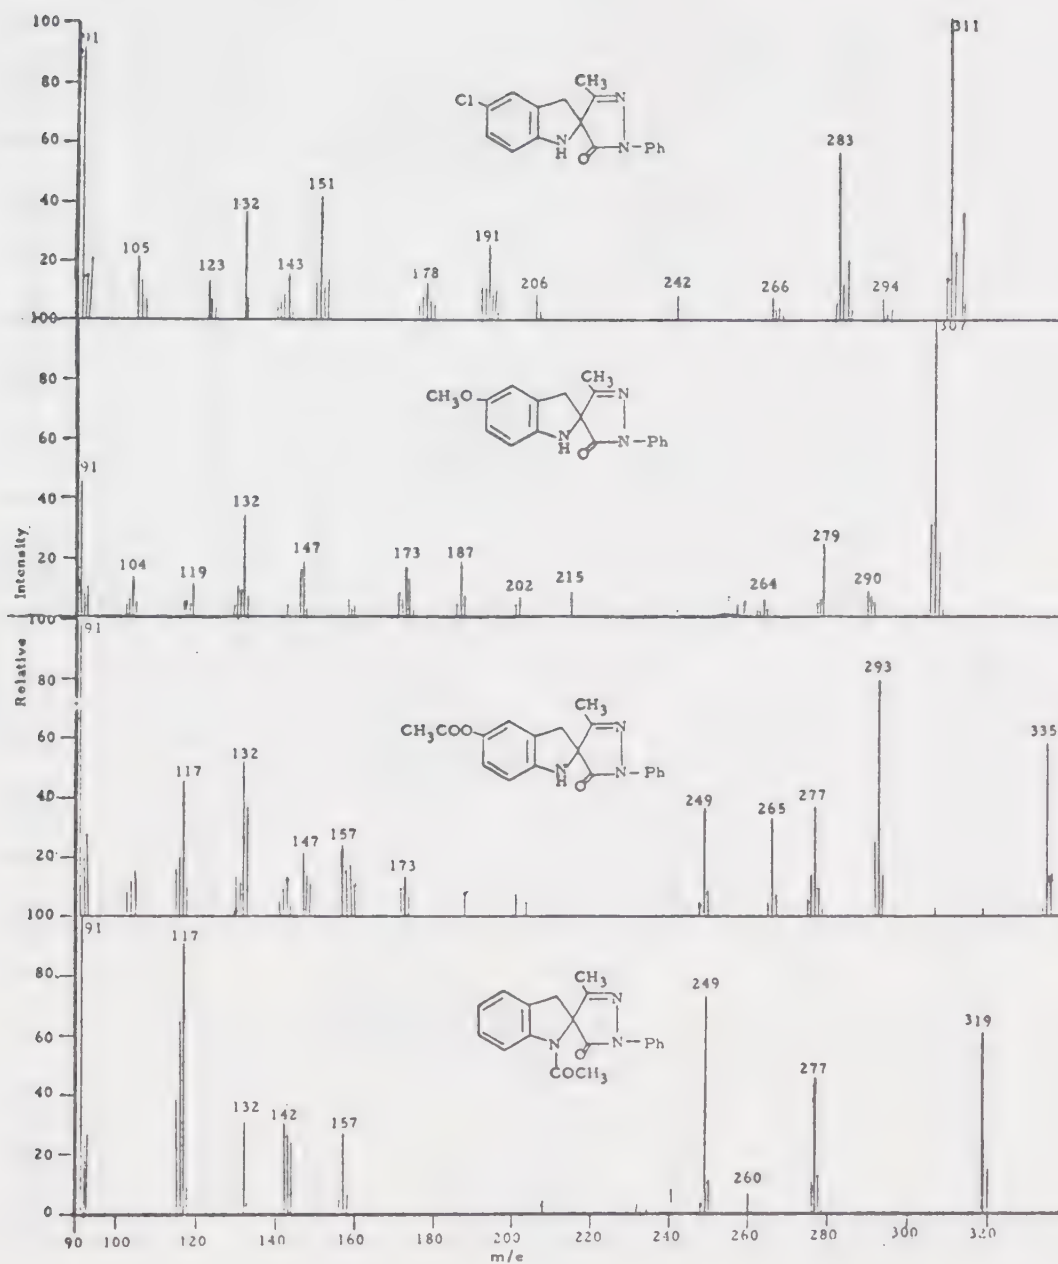 100
91
311
80
60
40
20
CH3
N
Cl
N
H
O
N-Ph
283
151
132
105
123
143
191
178
206
242
266
294
100
307
80
60
40
20
CH3
N
CH3O
N
H
O
N-Ph
91
132
104
119
147
173
187
202
215
264
279
290
Relative Intensity
100
91
80
60
40
20
CH3
N
CH3COO
N
H
O
N-Ph
293
335
132
117
147
157
173
249
265
277
100
91
117
80
60
40
20
0
CH3
N
N
COCH3
O
N-Ph
249
319
277
132
142
157
260
90 100 120 140 160 180 200 220 240 260 280 300 320
m/e